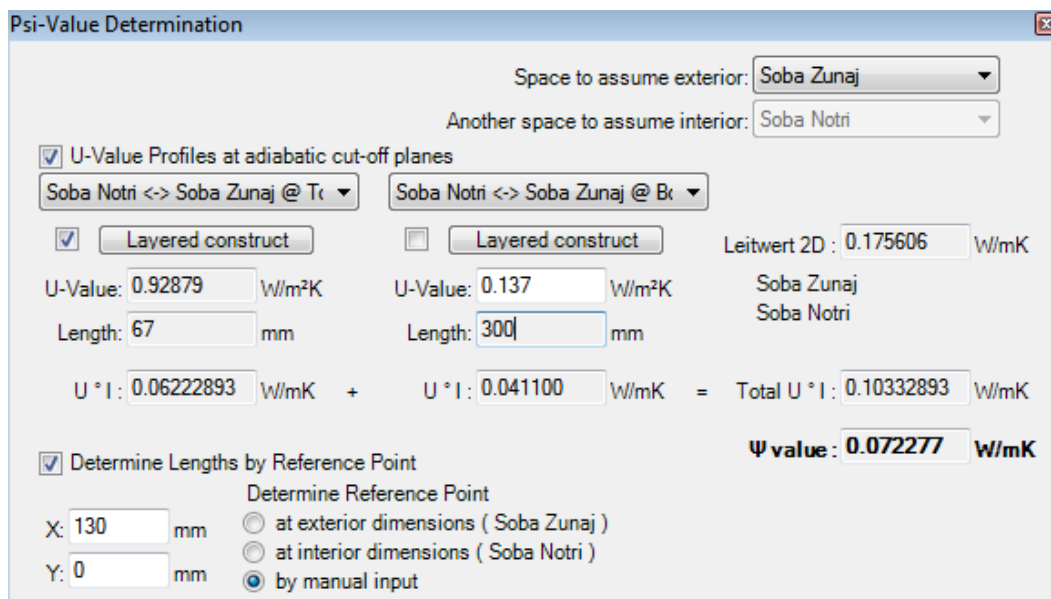 Psi-Value Determination
Space to assume exterior: Soba Zunaj
Another space to assume interior: Soba Notri
U-Value Profiles at adiabatic cut-off planes
Soba Notri <-> Soba Zunaj @ To Soba Notri <-> Soba Zunaj @ Bo
Layered construct Layered construct Leitwert 2D : 0.175606 W/mK
U-Value: 0.92879 W/m²K U-Value: 0.137 W/m²K Soba Zunaj
Soba Notri
Length: 67 mm Length: 300 mm
U * l : 0.06222893 W/mK + U * l : 0.041100 W/mK = Total U * l : 0.10332893 W/mK
Ψ value : 0.072277 W/mK
Determine Lengths by Reference Point
Determine Reference Point
X: 130 mm at exterior dimensions ( Soba Zunaj )
at interior dimensions ( Soba Notri )
Y: 0 mm by manual input